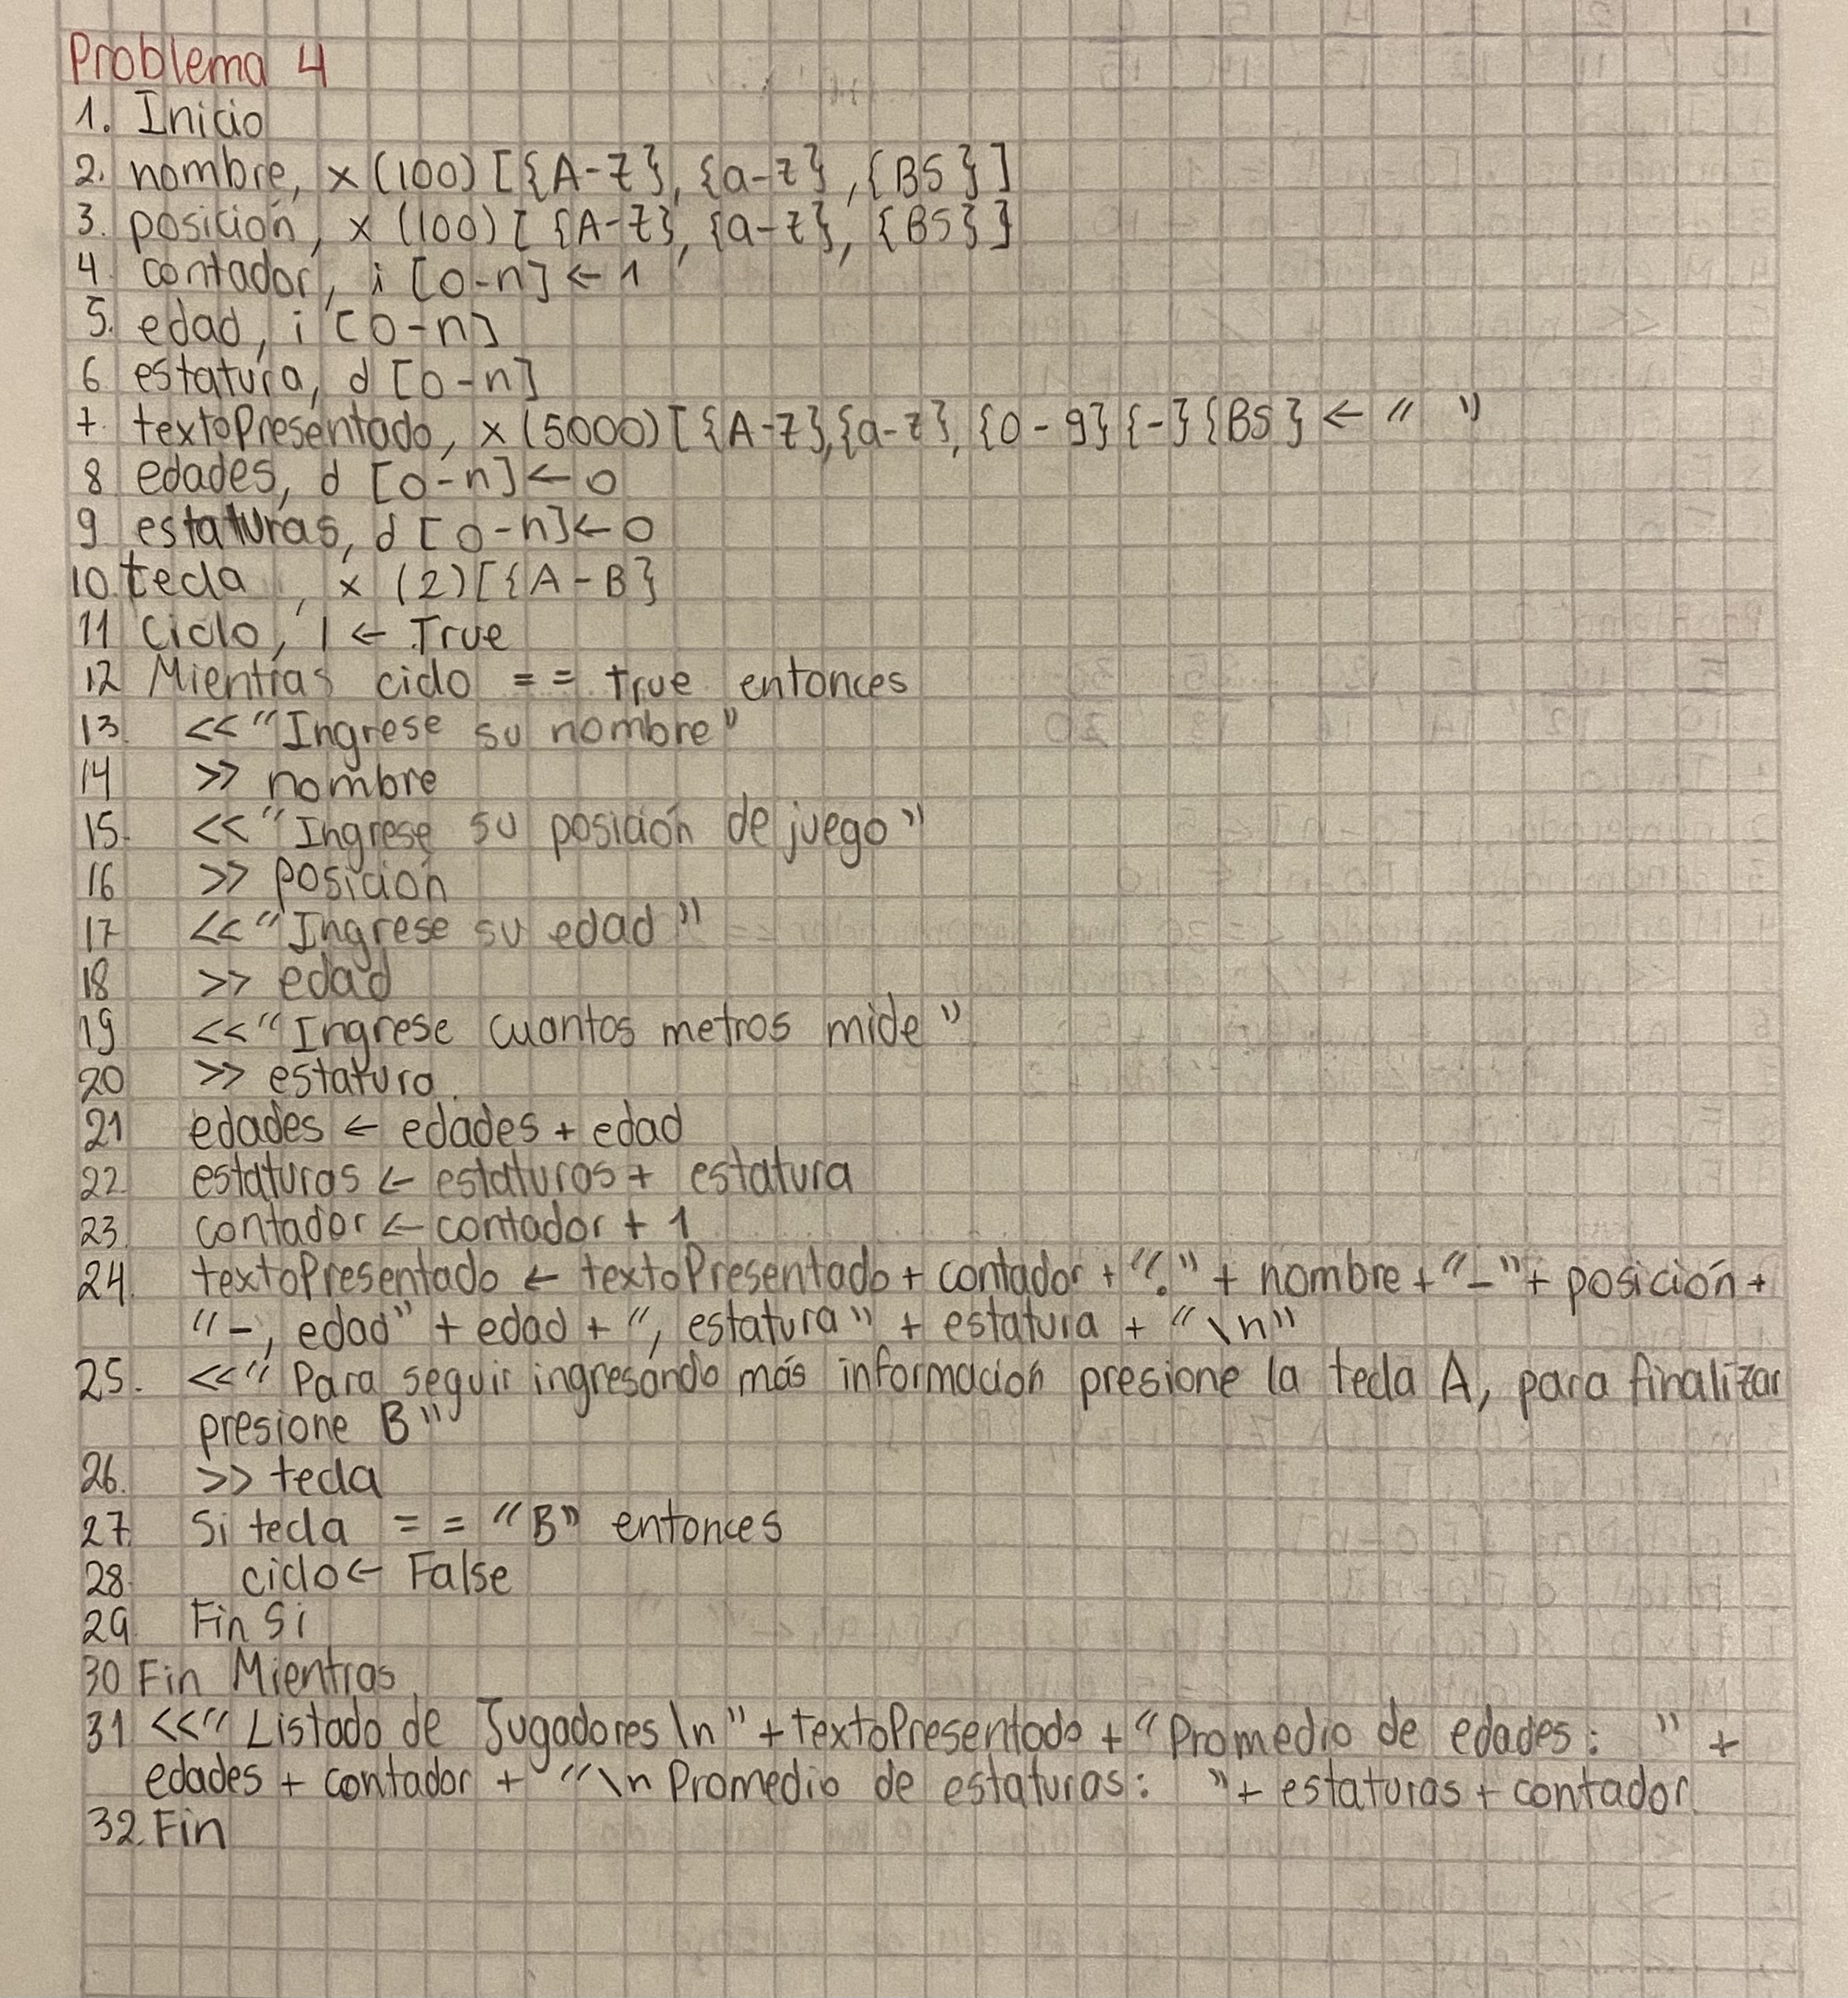 Problema 4
1. Inicio
2. nombre, x (100) [{A-Z}, {a-z}, {BS}]
3. posición, x (100) [{A-Z}, {a-z}, {BS}]
4 contador, i [0-n] ← 1
5. edad, i [0-n]
6 estatura, d [0-n]
7. textoPresentado, x (5000) [{A-Z},{a-z}, {0-9}{-}{BS} ← " "
8 edades, d [0-n] ← 0
9 estaturas, d [0-n] ← 0
10. tecla , x (2) [{A-B}
11 Ciclo, l ← True
12 Mientras ciclo == true entonces
13. << "Ingrese su nombre"
14 >> nombre
15. << "Ingrese su posición de juego"
16 >> posición
17 << "Ingrese su edad"
18 >> edad
19 << "Ingrese cuantos metros mide"
20 >> estatura.
21 edades ← edades + edad
22. estaturas ← estaturas + estatura
23. contador ← contador + 1
24. textoPresentado ← textoPresentado + contador + "." + nombre + "-" + posición +
"-, edad" + edad + ", estatura" + estatura + "\n"
25. << "Para seguir ingresando más información presione la tecla A, para finalizar
presione B"
26. >> tecla
27. Si tecla == "B" entonces
28. ciclo ← False
29 Fin Si
30 Fin Mientras
31 << "Listado de Jugadores \n" + textoPresentado + "Promedio de edades: " +
edades + contador + "\n Promedio de estaturas: " + estaturas + contador
32. Fin